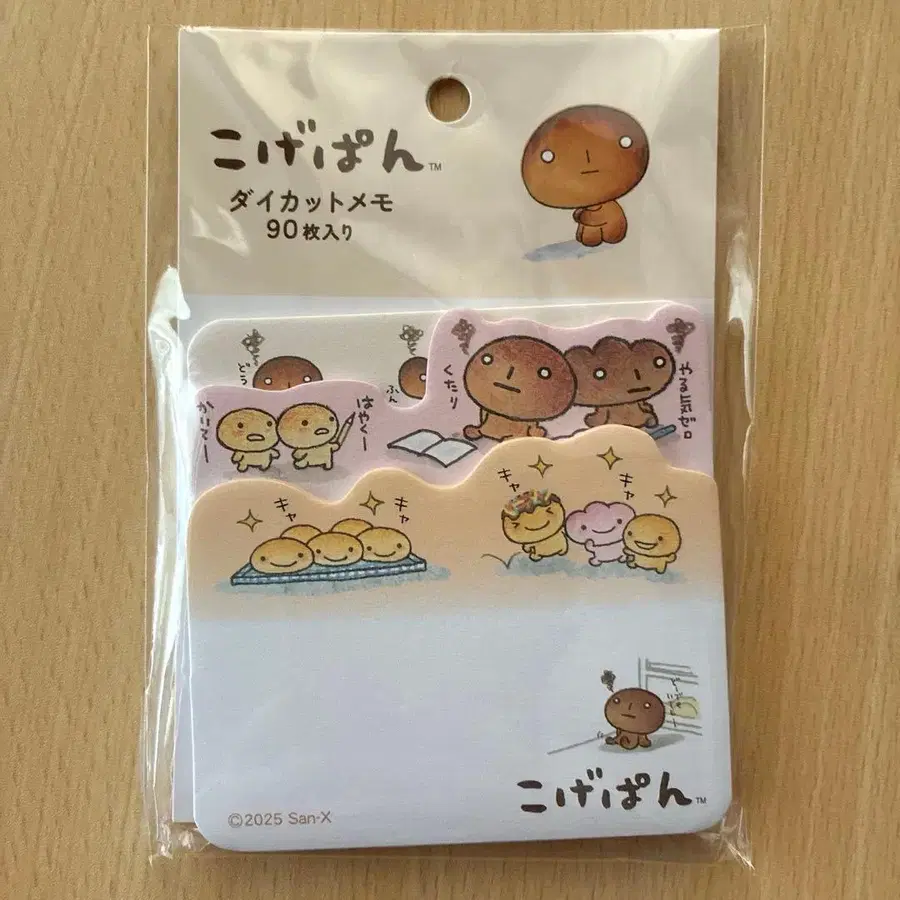 こげぱん™
ダイカットメモ
90枚入り
どう
ふん
くたり
やる気ゼロ
かいてー
はやくー
キャ
キャ
キャ
キャ
こげぱん™
©2025 San-X